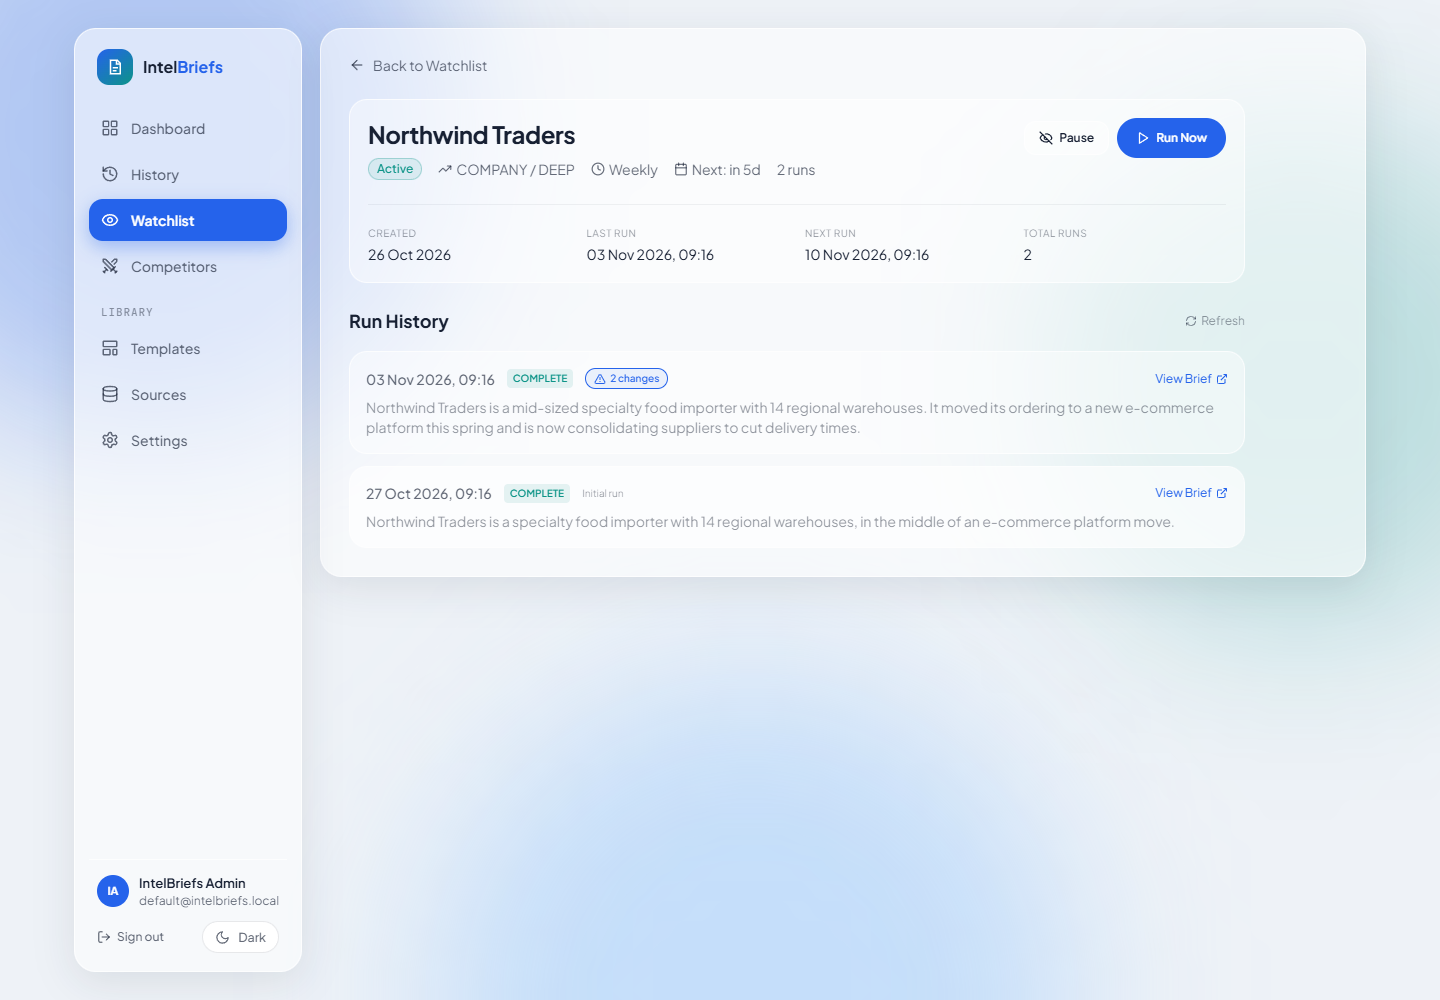 IntelBriefs
Dashboard
History
Watchlist
Competitors
LIBRARY
Templates
Sources
Settings
IntelBriefs Admin
IA
default@intelbriefs.local
Sign out
Dark
Back to Watchlist
Northwind Traders
Pause
Run Now
Active
COMPANY / DEEP
Weekly
Next: in 5d
2 runs
CREATED
26 Oct 2026
LAST RUN
03 Nov 2026, 09:16
NEXT RUN
10 Nov 2026, 09:16
TOTAL RUNS
2
Run History
Refresh
03 Nov 2026, 09:16
COMPLETE
2 changes
View Brief
Northwind Traders is a mid-sized specialty food importer with 14 regional warehouses. It moved its ordering to a new e-commerce
platform this spring and is now consolidating suppliers to cut delivery times.
27 Oct 2026, 09:16
COMPLETE
Initial run
View Brief
Northwind Traders is a specialty food importer with 14 regional warehouses, in the middle of an e-commerce platform move.